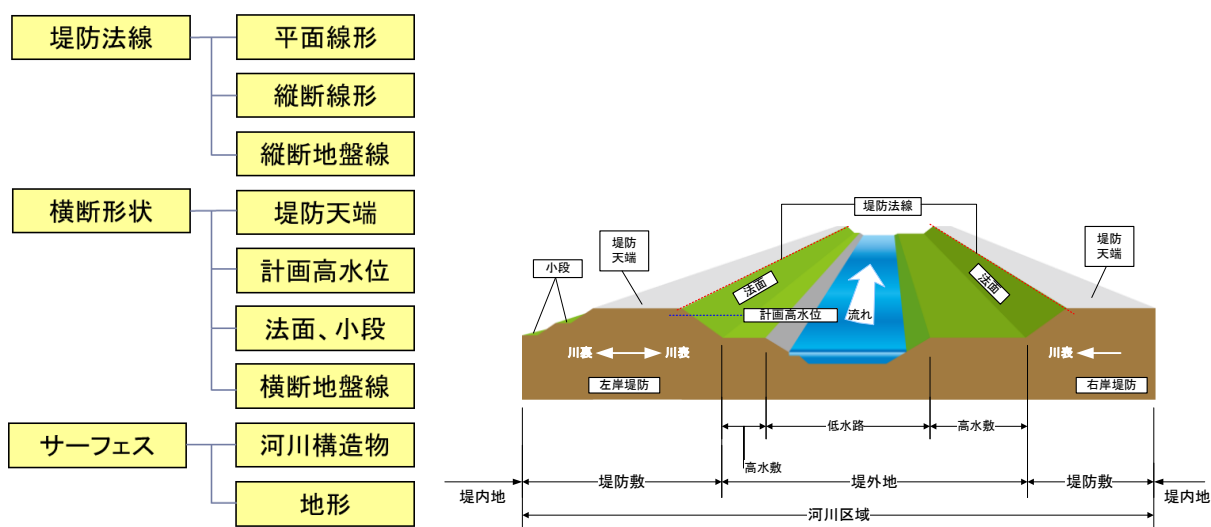 堤防法線
平面線形
縦断線形
縦断地盤線
横断形状
堤防天端
計画高水位
法面、小段
横断地盤線
サーフェス
河川構造物
地形
堤防法線
堤防
天端
堤防
天端
小段
法面
法面
計画高水位
流れ
川裏
川表
川表
左岸堤防
右岸堤防
低水路
高水敷
高水敷
堤内地
堤防敷
堤外地
堤防敷
堤内地
河川区域